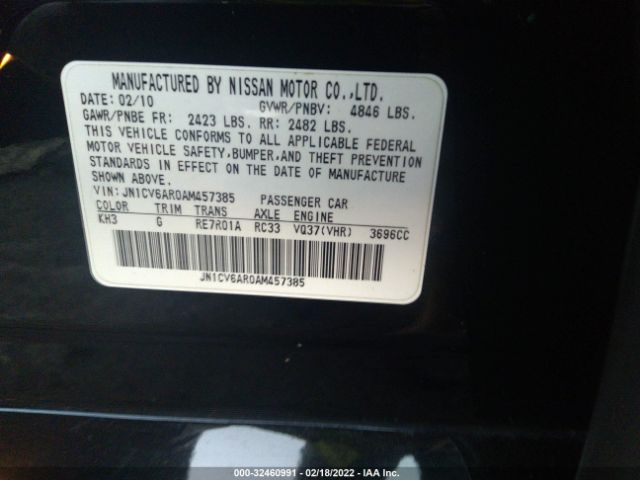 MANUFACTURED BY NISSAN MOTOR CO.,LTD.
DATE: 02/10 GVWR/PNBV: 4846 LBS.
GAWR/PNBE FR: 2423 LBS. RR: 2482 LBS.
THIS VEHICLE CONFORMS TO ALL APPLICABLE FEDERAL
MOTOR VEHICLE SAFETY,BUMPER,AND THEFT PREVENTION
STANDARDS IN EFFECT ON THE DATE OF MANUFACTURE
SHOWN ABOVE.
VIN: JN1CV6AR0AM457385 PASSENGER CAR
COLOR TRIM TRANS AXLE ENGINE
KH3 G RE7R01A RC33 VQ37(VHR) 3696CC
JN1CV6AR0AM457385
000-32460991 - 02/18/2022 - IAA Inc.